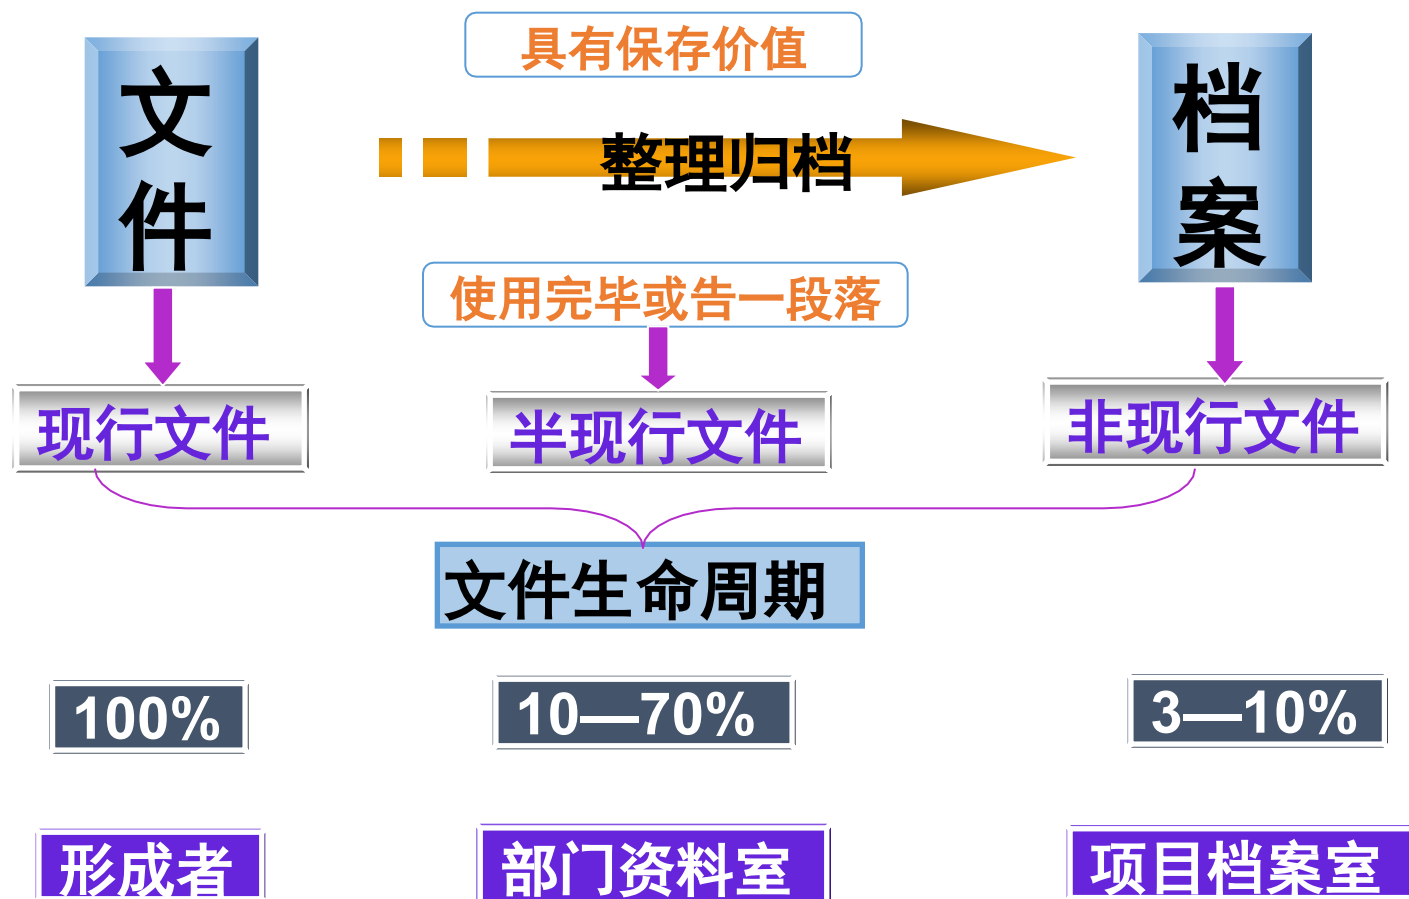 具有保存价值
文件
整理归档
档案
使用完毕或告一段落
现行文件
半现行文件
非现行文件
文件生命周期
100%
10—70%
3—10%
形成者
部门资料室
项目档案室